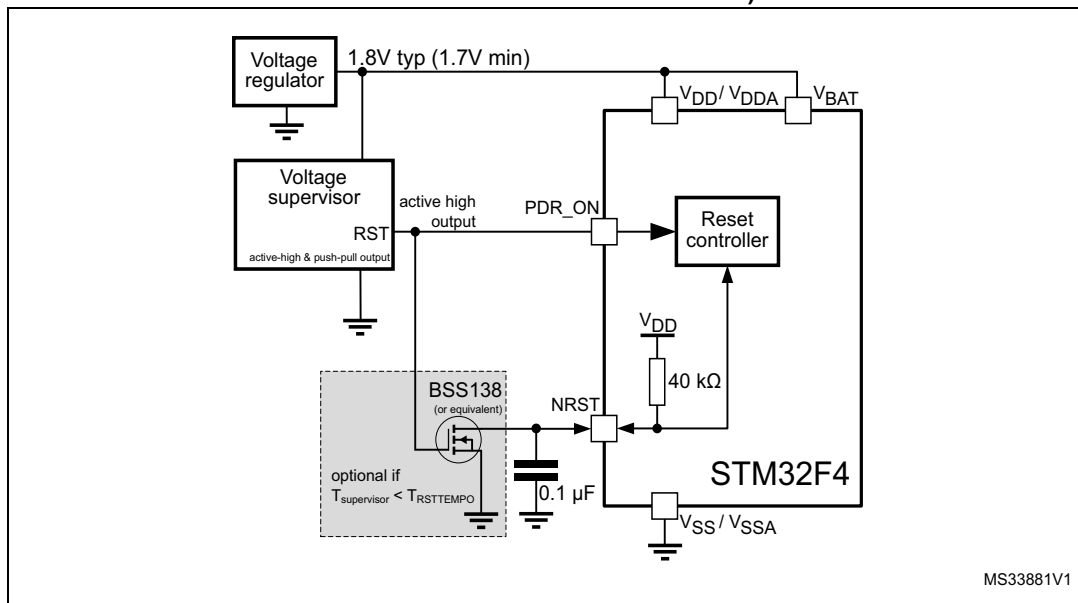 Voltage
regulator
1.8V typ (1.7V min)
VDD / VDDA
VBAT
Voltage
supervisor
RST
active-high & push-pull output
active high
output
PDR_ON
Reset
controller
VDD
40 kΩ
BSS138
(or equivalent)
NRST
optional if
Tsupervisor < TRSTTEMPO
0.1 µF
STM32F4
VSS / VSSA
MS33881V1